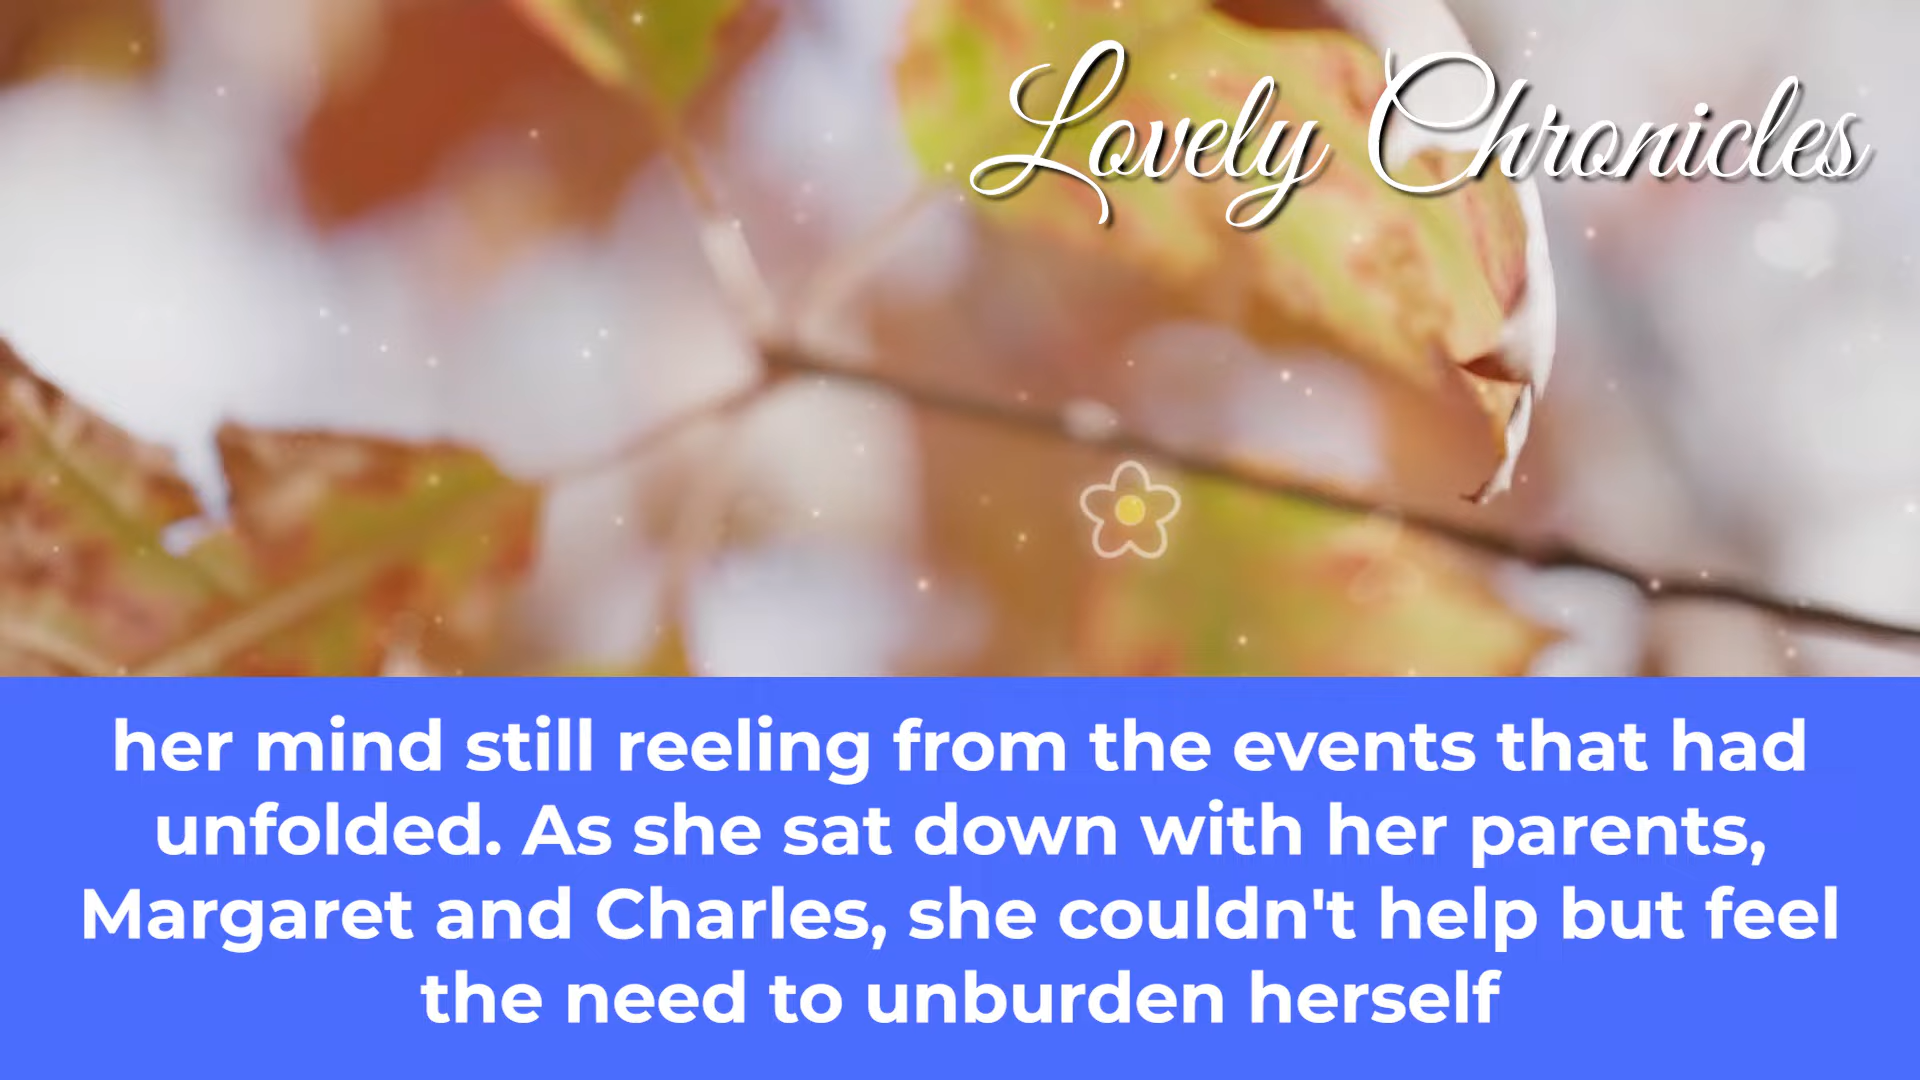 Lovely Chronicles
her mind still reeling from the events that had
unfolded. As she sat down with her parents,
Margaret and Charles, she couldn't help but feel
the need to unburden herself